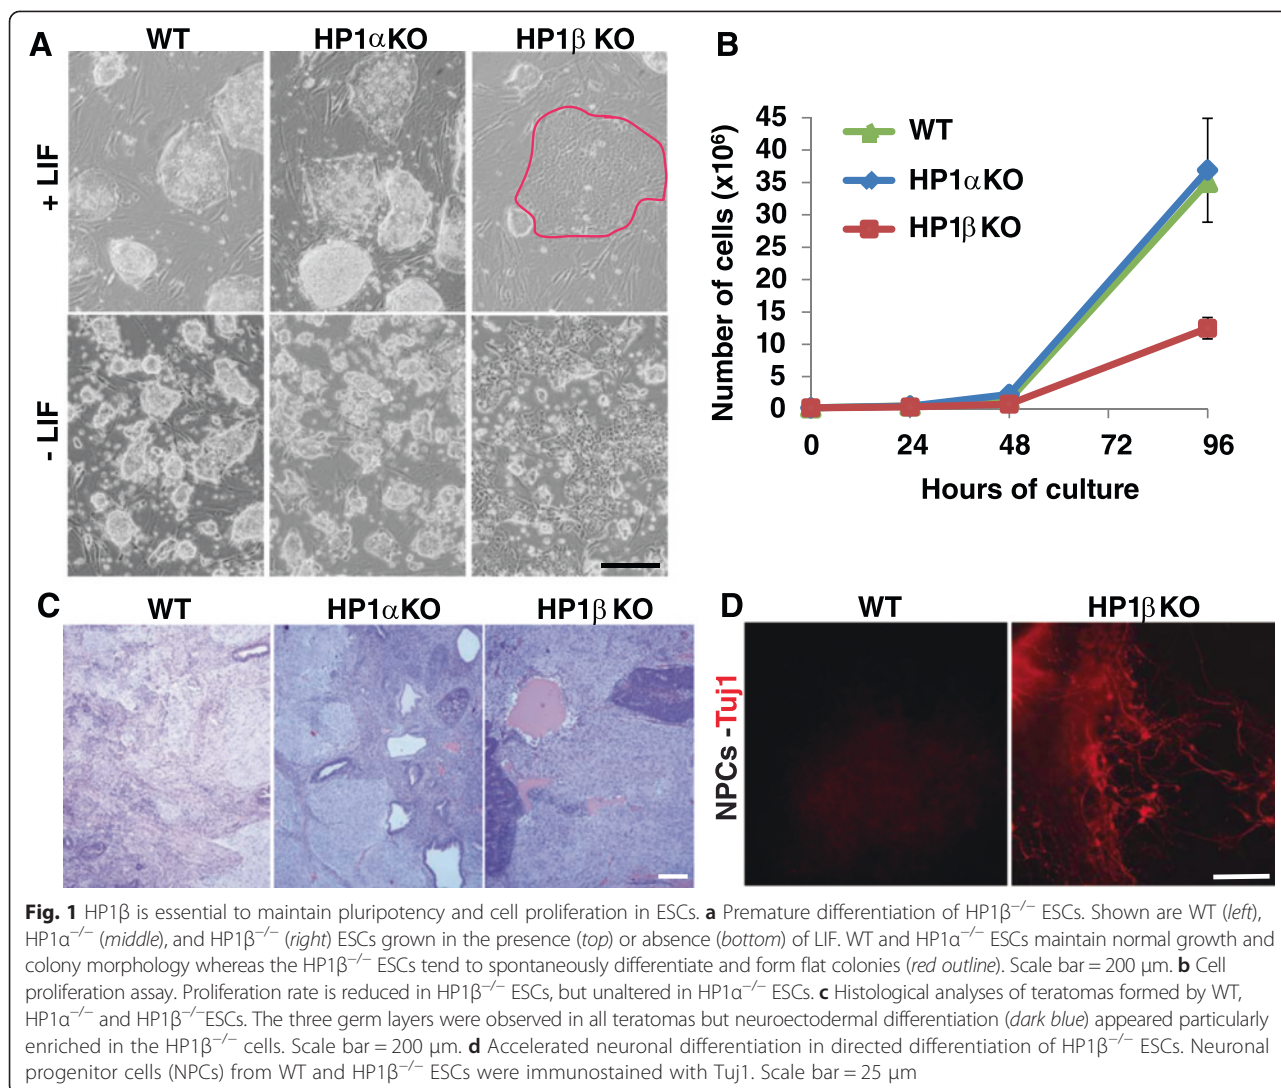 A
WT
HP1αKO
HP1β KO
+ LIF
- LIF
B
Number of cells (x10⁶)
45
40
35
30
25
20
15
10
5
0
WT
HP1αKO
HP1βKO
0 24 48 72 96
Hours of culture
C
WT
HP1αKO
HP1β KO
D
WT
HP1βKO
NPCs -Tuj1
Fig. 1 HP1β is essential to maintain pluripotency and cell proliferation in ESCs. a Premature differentiation of HP1β⁻/⁻ ESCs. Shown are WT (left),
HP1α⁻/⁻ (middle), and HP1β⁻/⁻ (right) ESCs grown in the presence (top) or absence (bottom) of LIF. WT and HP1α⁻/⁻ ESCs maintain normal growth and
colony morphology whereas the HP1β⁻/⁻ ESCs tend to spontaneously differentiate and form flat colonies (red outline). Scale bar = 200 μm. b Cell
proliferation assay. Proliferation rate is reduced in HP1β⁻/⁻ ESCs, but unaltered in HP1α⁻/⁻ ESCs. c Histological analyses of teratomas formed by WT,
HP1α⁻/⁻ and HP1β⁻/⁻ESCs. The three germ layers were observed in all teratomas but neuroectodermal differentiation (dark blue) appeared particularly
enriched in the HP1β⁻/⁻ cells. Scale bar = 200 μm. d Accelerated neuronal differentiation in directed differentiation of HP1β⁻/⁻ ESCs. Neuronal
progenitor cells (NPCs) from WT and HP1β⁻/⁻ ESCs were immunostained with Tuj1. Scale bar = 25 μm